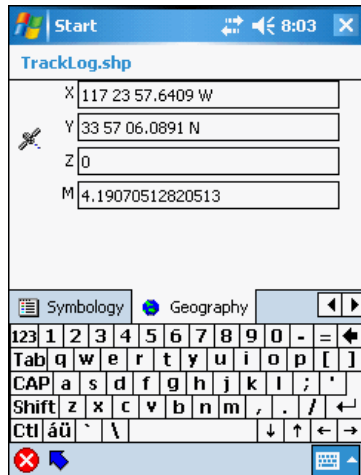 Start 8:03
TrackLog.shp
X 117 23 57.6409 W
Y 33 57 06.0891 N
Z 0
M 4.19070512820513
Symbology Geography
123 1 2 3 4 5 6 7 8 9 0 - =
Tab q w e r t y u i o p [ ]
CAP a s d f g h j k l ; '
Shift z x c v b n m , . /
Ctl áü ` \